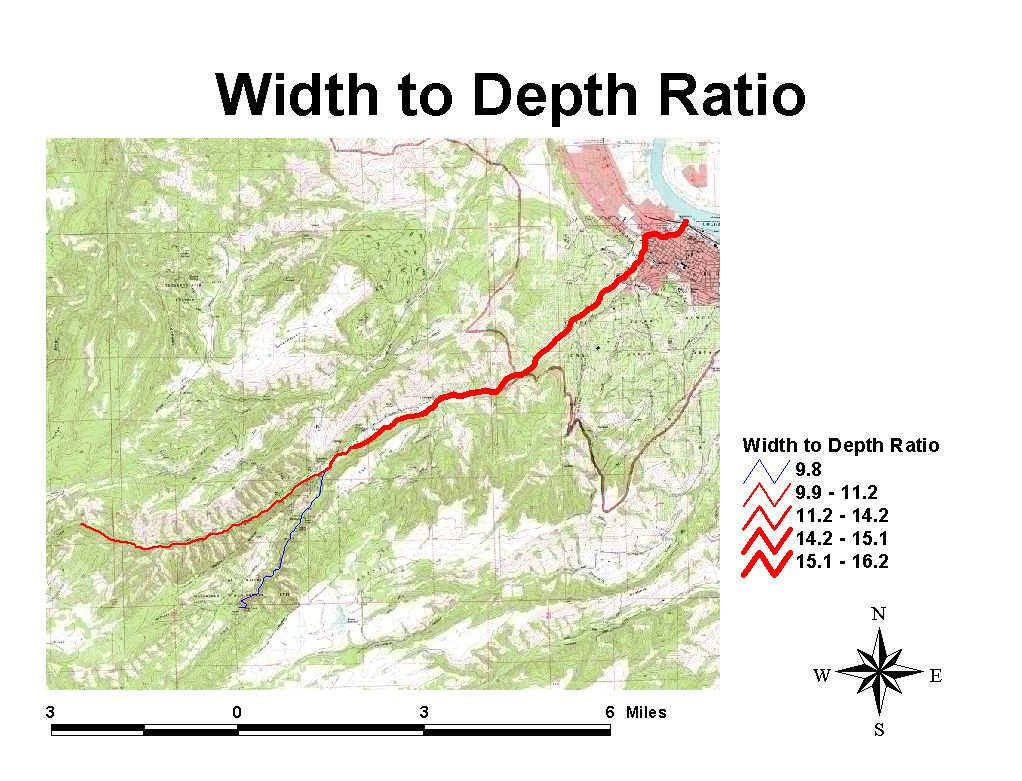 Width to Depth Ratio
Width to Depth Ratio
9.8
9.9 - 11.2
11.2 - 14.2
14.2 - 15.1
15.1 - 16.2
N
W
E
S
3 0 3 6 Miles